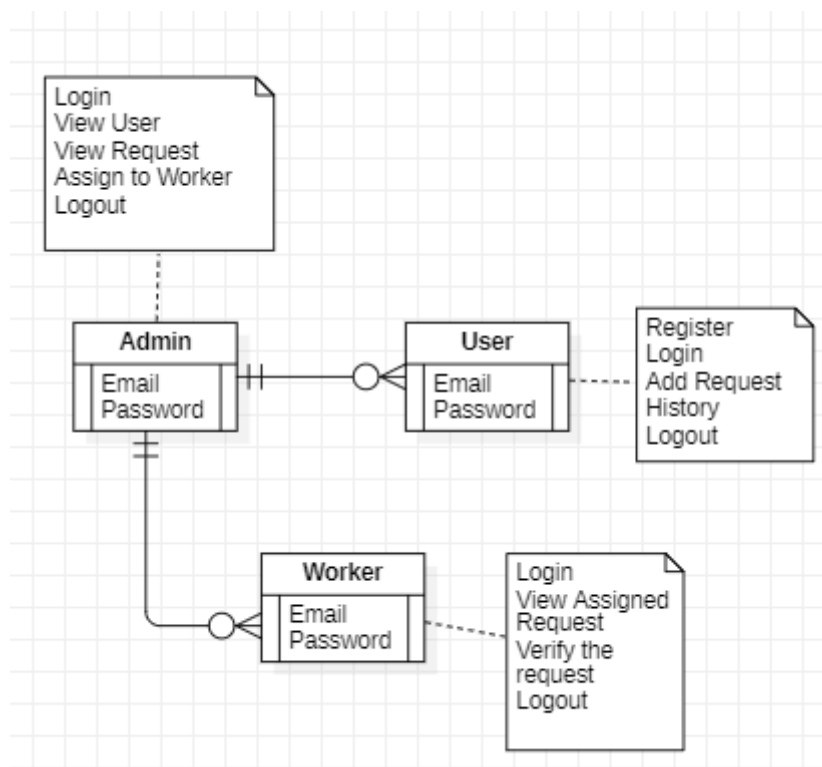 Login
View User
View Request
Assign to Worker
Logout
Admin
Email
Password
User
Email
Password
Register
Login
Add Request
History
Logout
Worker
Email
Password
Login
View Assigned
Request
Verify the
request
Logout